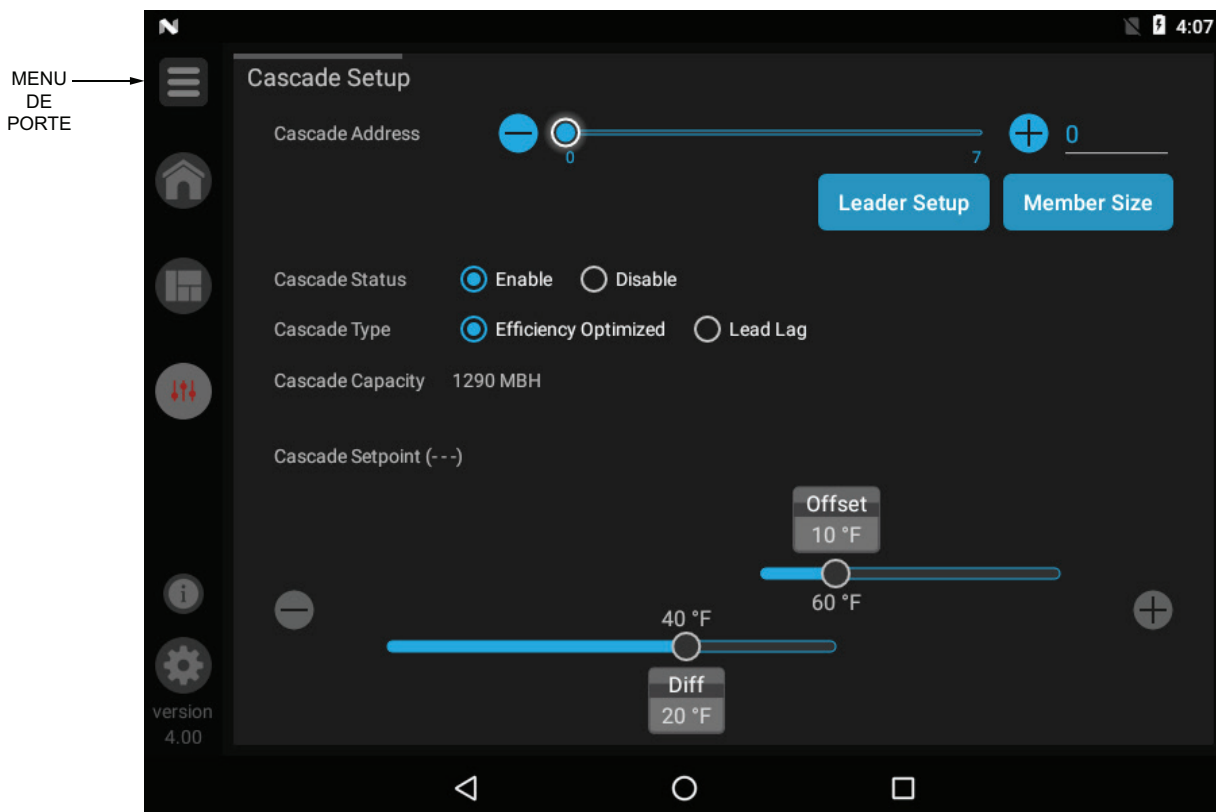 4:07
MENU
DE
PORTE
Cascade Setup
Cascade Address
0
7
0
Leader Setup
Member Size
Cascade Status
Enable
Disable
Cascade Type
Efficiency Optimized
Lead Lag
Cascade Capacity 1290 MBH
Cascade Setpoint (---)
Offset
10 °F
60 °F
40 °F
Diff
20 °F
version
4.00